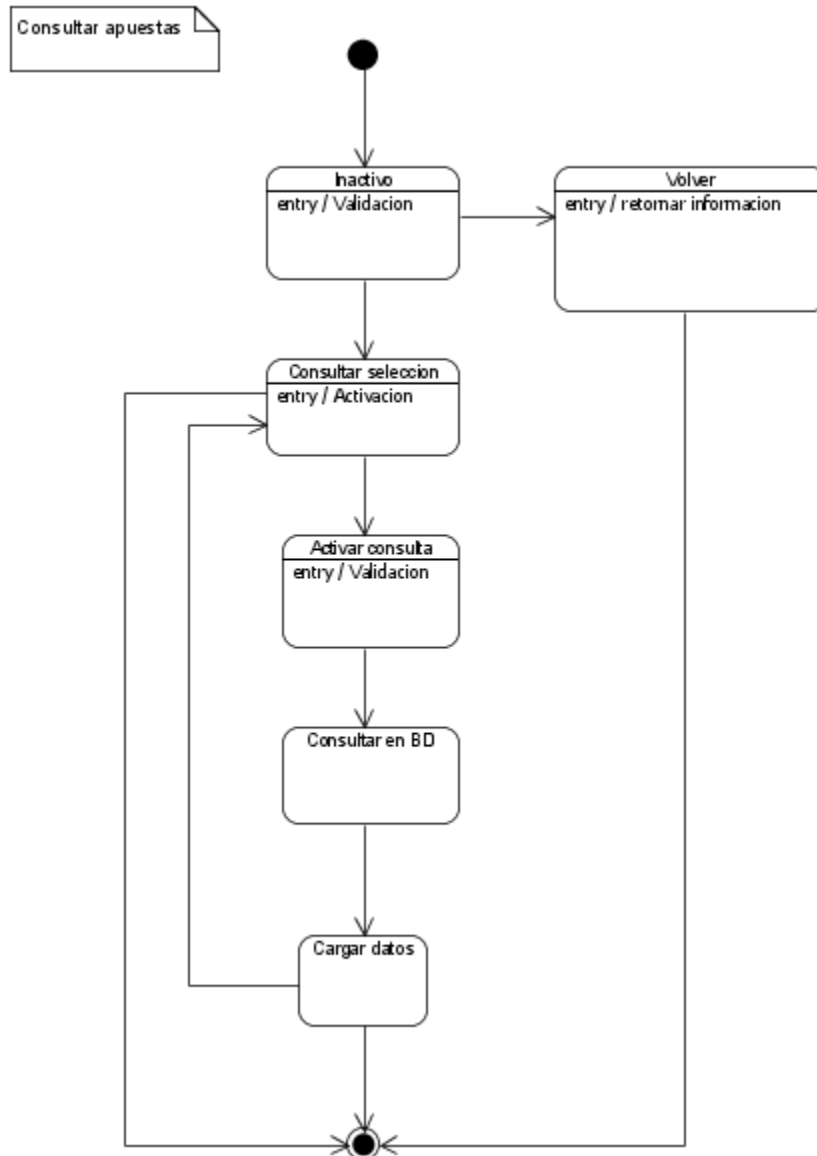 Consultar apuestas
Inactivo
entry / Validacion
Volver
entry / retornar informacion
Consultar seleccion
entry / Activacion
Activar consulta
entry / Validacion
Consultar en BD
Cargar datos